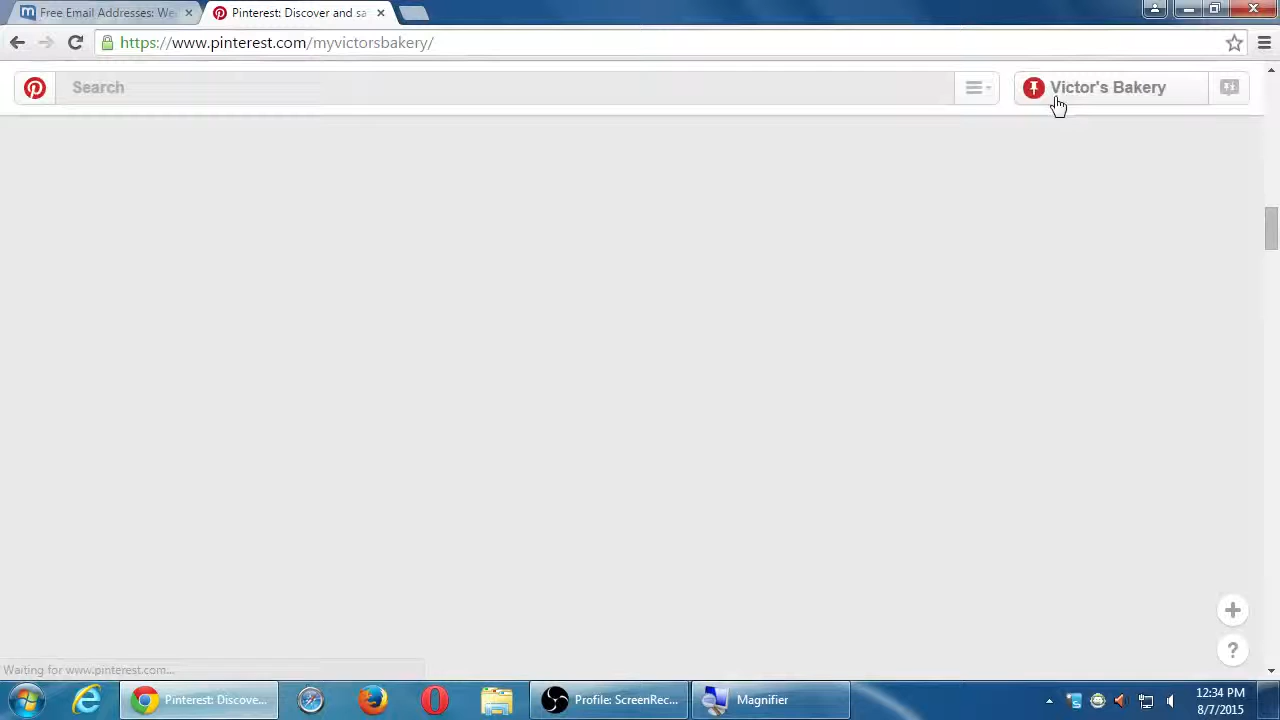 Free Email Addresses: We
Pinterest: Discover and sa
https://www.pinterest.com/myvictorsbakery/
Search
Victor's Bakery
Waiting for www.pinterest.com...
Pinterest: Discove...
Profile: ScreenRec...
Magnifier
12:34 PM
8/7/2015